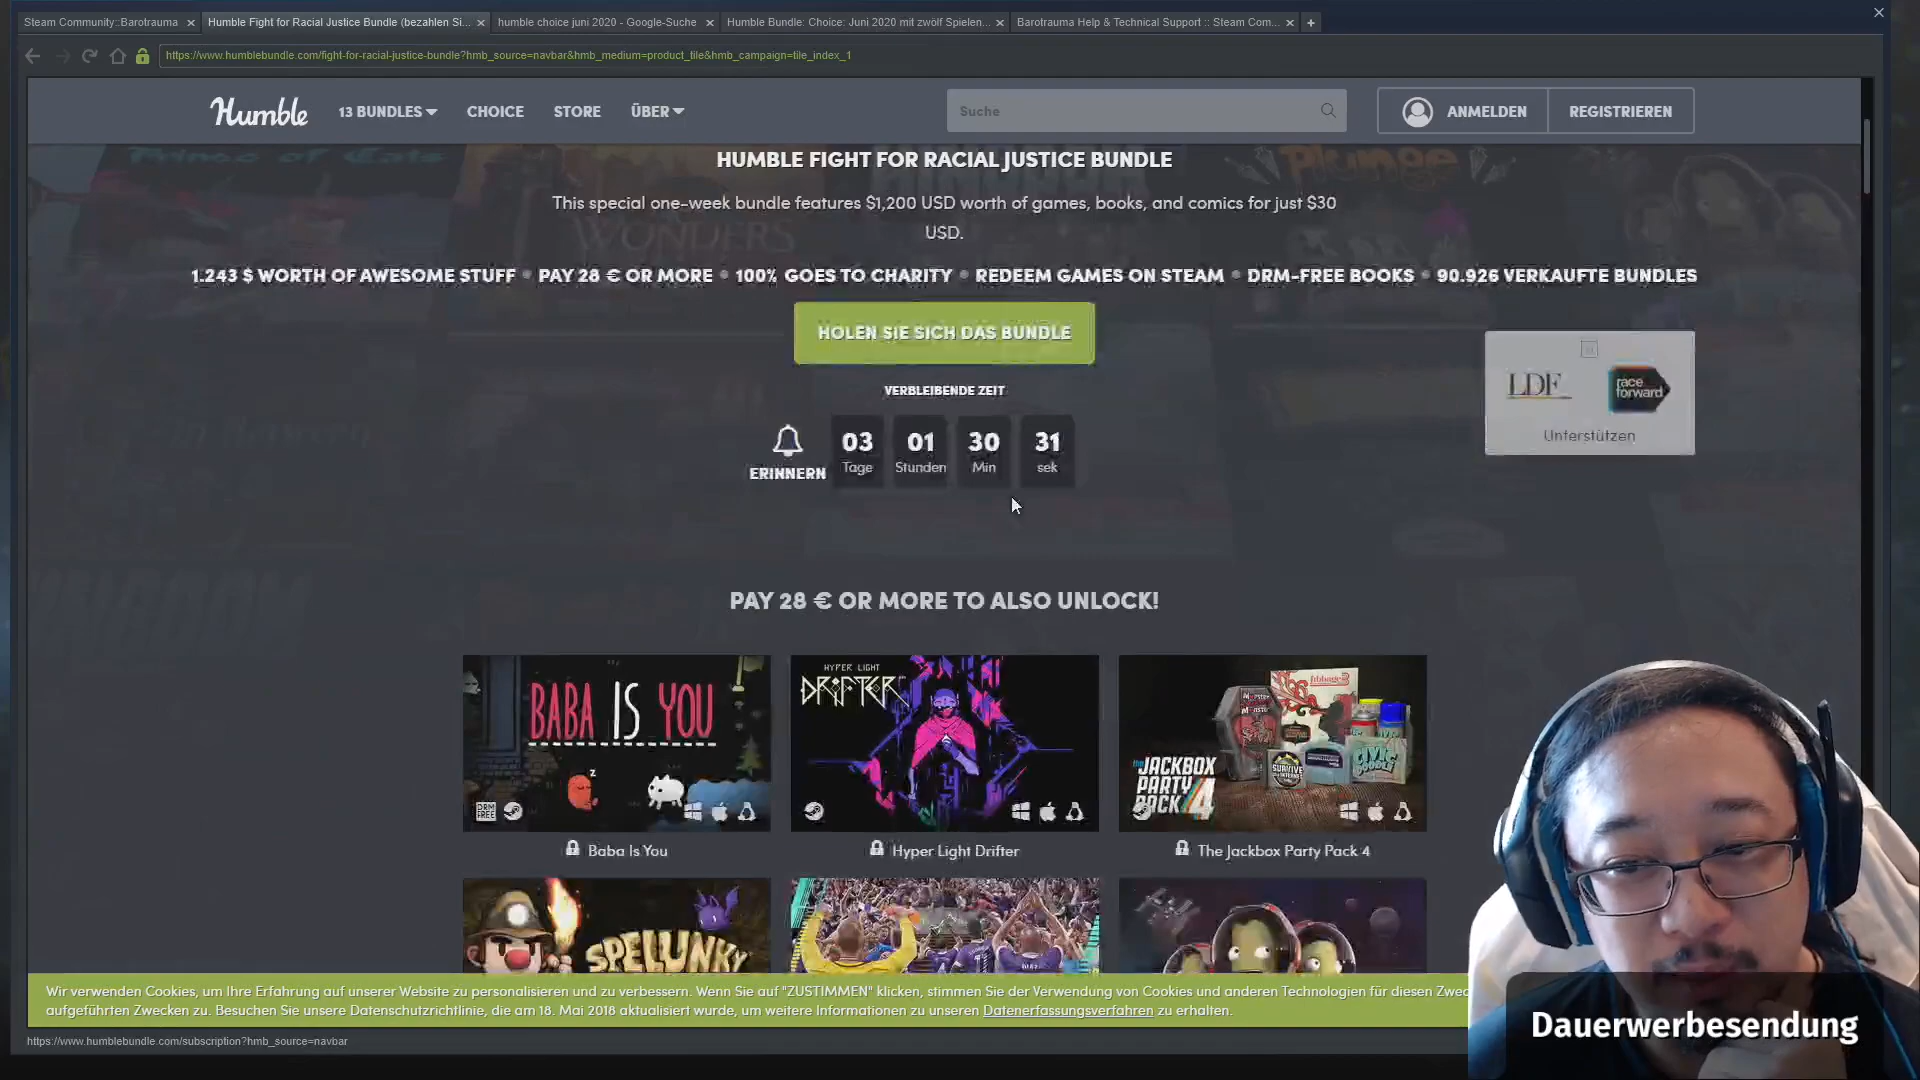 Steam Community::Barotrauma
Humble Fight for Racial Justice Bundle (bezahlen Si...
humble choice juni 2020 - Google-Suche
Humble Bundle: Choice: Juni 2020 mit zwölf Spielen...
Barotrauma Help & Technical Support :: Steam Com...
https://www.humblebundle.com/fight-for-racial-justice-bundle?hmb_source=navbar&hmb_medium=product_tile&hmb_campaign=tile_index_1
Humble
13 BUNDLES
CHOICE
STORE
ÜBER
Suche
ANMELDEN
REGISTRIEREN
HUMBLE FIGHT FOR RACIAL JUSTICE BUNDLE
This special one-week bundle features $1,200 USD worth of games, books, and comics for just $30
USD.
1.243 $ WORTH OF AWESOME STUFF • PAY 28 € OR MORE • 100% GOES TO CHARITY • REDEEM GAMES ON STEAM • DRM-FREE BOOKS • 90.926 VERKAUFTE BUNDLES
HOLEN SIE SICH DAS BUNDLE
VERBLEIBENDE ZEIT
ERINNERN
03 01 30 31
Tage Stunden Min sek
LDF race
forward
Unterstützen
PAY 28 € OR MORE TO ALSO UNLOCK!
BABA IS YOU
DRM
FREE
HYPER LIGHT
DRIFTER
fibbage3
SURVIVE
CIVIC
DOODLE
the
JACKBOX
PARTY
PACK 4
Baba Is You
Hyper Light Drifter
The Jackbox Party Pack 4
SPELUNKY
Wir verwenden Cookies, um Ihre Erfahrung auf unserer Website zu personalisieren und zu verbessern. Wenn Sie auf "ZUSTIMMEN" klicken, stimmen Sie der Verwendung von Cookies und anderen Technologien für diesen Zwec
aufgeführten Zwecken zu. Besuchen Sie unsere Datenschutzrichtlinie, die am 18. Mai 2018 aktualisiert wurde, um weitere Informationen zu unseren Datenerfassungsverfahren zu erhalten.
https://www.humblebundle.com/subscription?hmb_source=navbar
Dauerwerbesendung